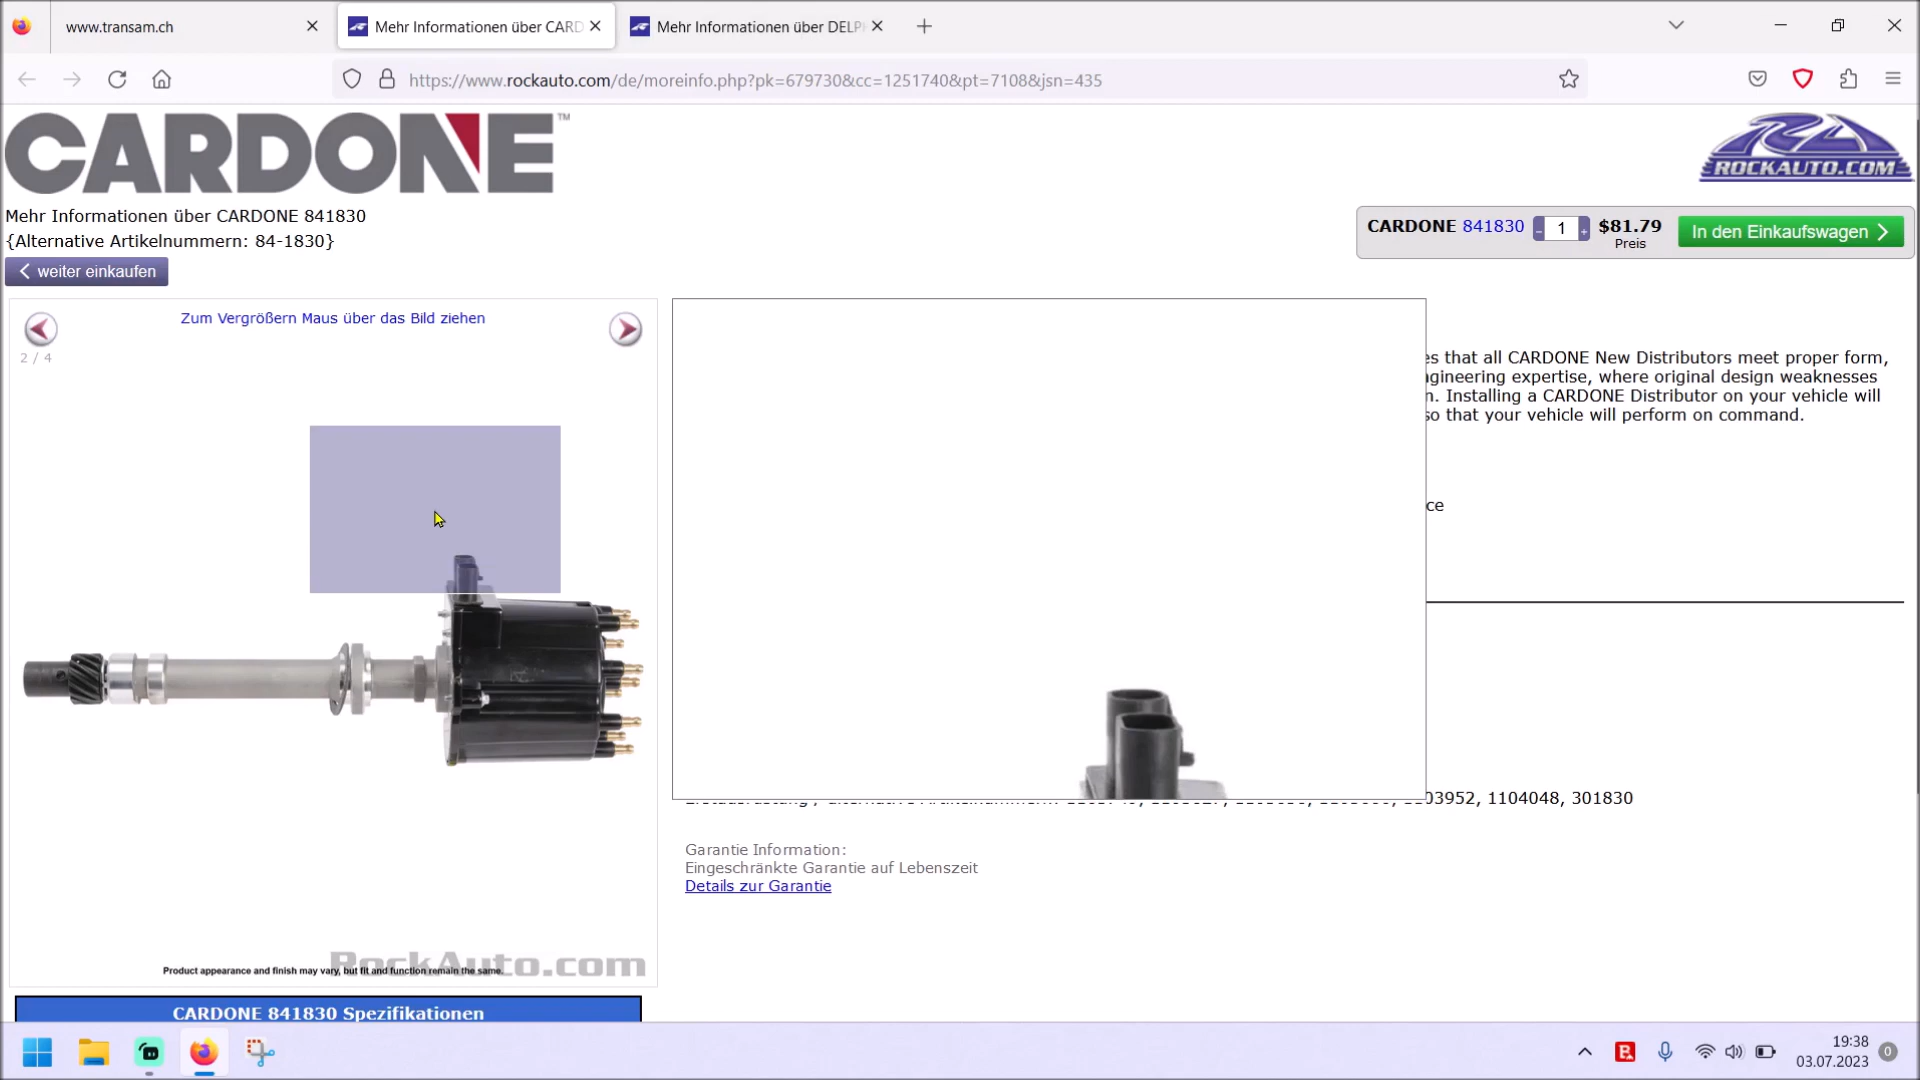 www.transam.ch
Mehr Informationen über CARD
Mehr Informationen über DELPH
https://www.rockauto.com/de/moreinfo.php?pk=679730&cc=1251740&pt=7108&jsn=435
CARDONE™
ROCKAUTO.COM
Mehr Informationen über CARDONE 841830
{Alternative Artikelnummern: 84-1830}
CARDONE 841830 - 1 + $81.79 In den Einkaufswagen
Preis
weiter einkaufen
Zum Vergrößern Maus über das Bild ziehen
2 / 4
es that all CARDONE New Distributors meet proper form,
ngineering expertise, where original design weaknesses
n. Installing a CARDONE Distributor on your vehicle will
so that your vehicle will perform on command.
ce
03952, 1104048, 301830
Garantie Information:
Eingeschränkte Garantie auf Lebenszeit
Details zur Garantie
RockAuto.com
Product appearance and finish may vary, but fit and function remain the same.
CARDONE 841830 Spezifikationen
19:38
03.07.2023
0